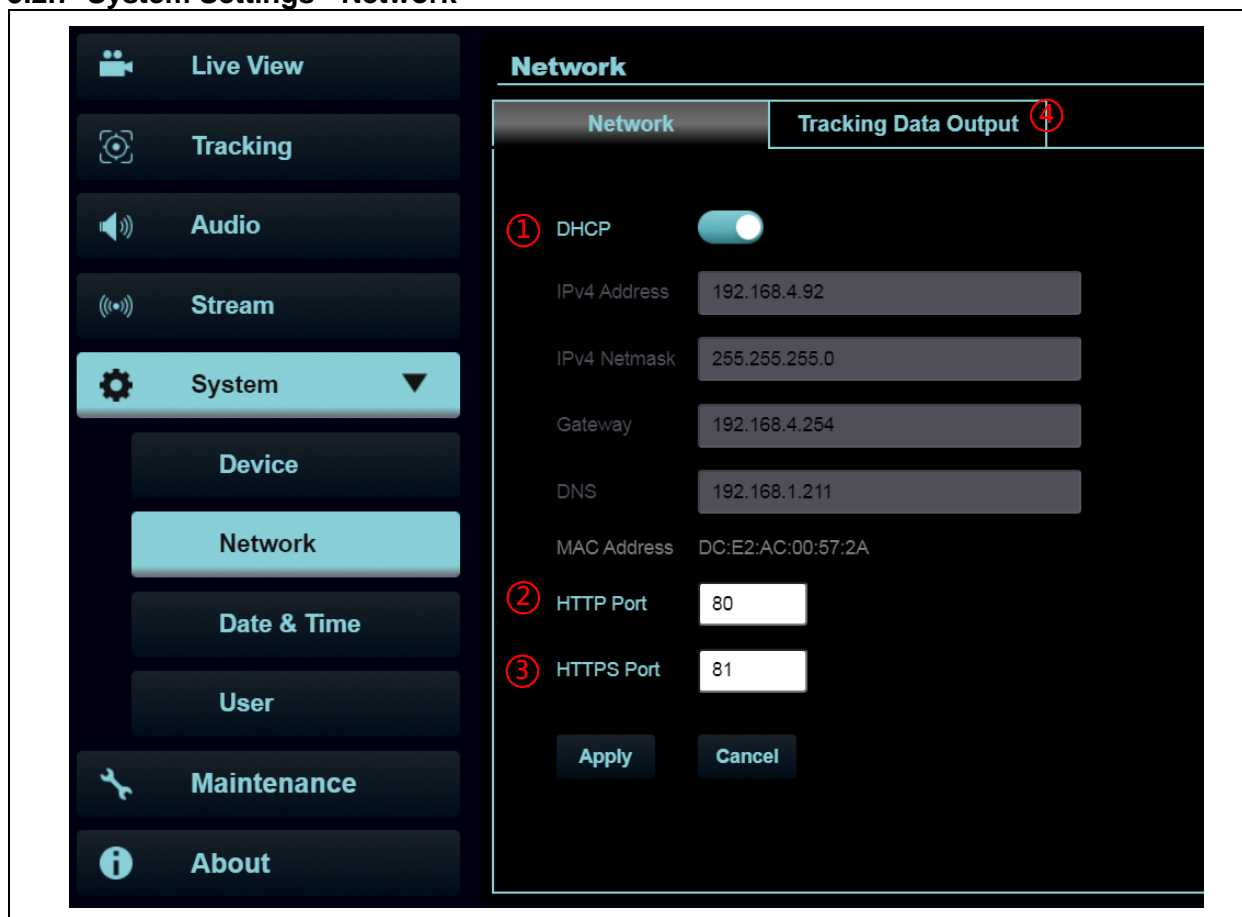 System Settings - Network
Live View
Tracking
Audio
Stream
System
Device
Network
Date & Time
User
Maintenance
About
Network
Network
Tracking Data Output ④
① DHCP
IPv4 Address 192.168.4.92
IPv4 Netmask 255.255.255.0
Gateway 192.168.4.254
DNS 192.168.1.211
MAC Address DC:E2:AC:00:57:2A
② HTTP Port 80
③ HTTPS Port 81
Apply Cancel